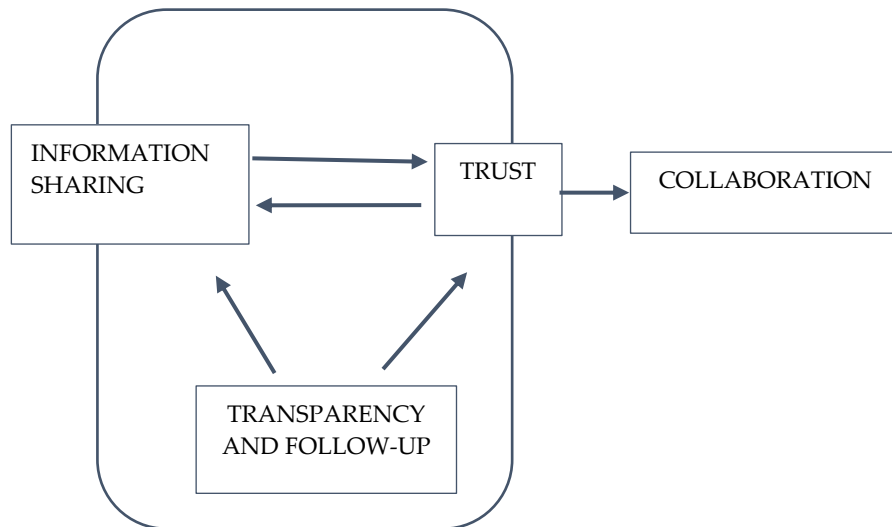 INFORMATION
SHARING
TRUST
COLLABORATION
TRANSPARENCY
AND FOLLOW-UP